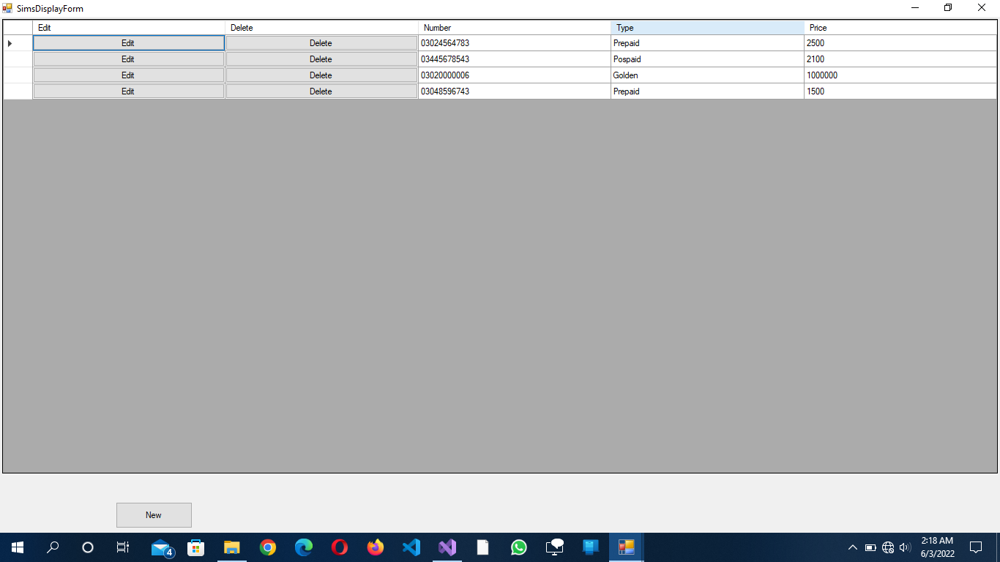 SimsDisplayForm
Edit Delete Number Type Price
Edit Delete 03024564783 Prepaid 2500
Edit Delete 03445678543 Pospaid 2100
Edit Delete 03020000006 Golden 1000000
Edit Delete 03048596743 Prepaid 1500
New
4
2:18 AM
6/3/2022